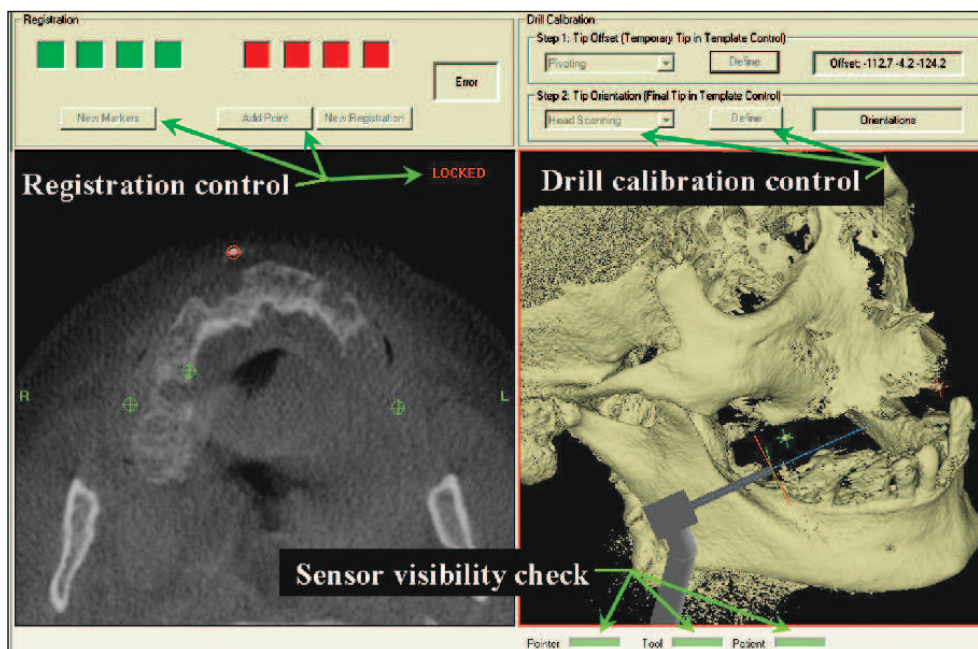 Registration
Error
New Markers
Add Point
New Registration
Drill Calibration
Step 1: Tip Offset (Temporary Tip in Template Control)
Pivoting
Define
Offset: -112.7 -4.2 -124.2
Step 2: Tip Orientation (Final Tip in Template Control)
Head Scanning
Define
Orientations
Registration control
LOCKED
Drill calibration control
R
L
Sensor visibility check
Pointer
Tool
Patient